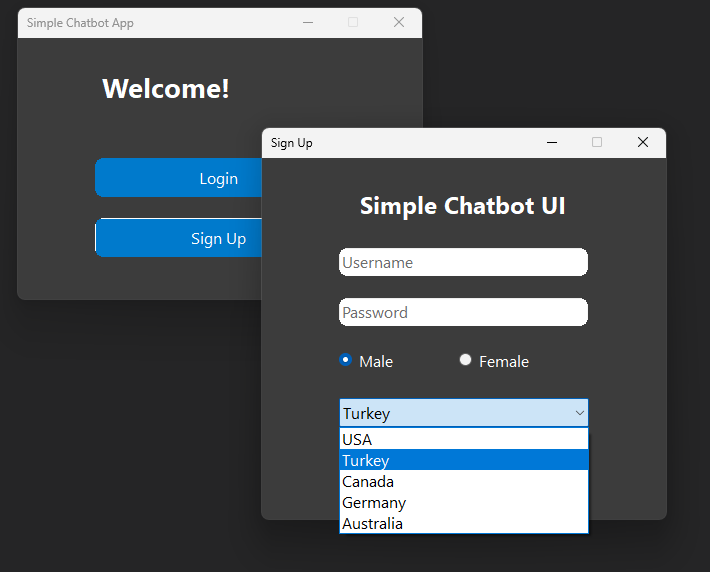 Simple Chatbot App
Welcome!
Login
Sign Up
Sign Up
Simple Chatbot UI
Username
Password
Male Female
Turkey
USA
Turkey
Canada
Germany
Australia